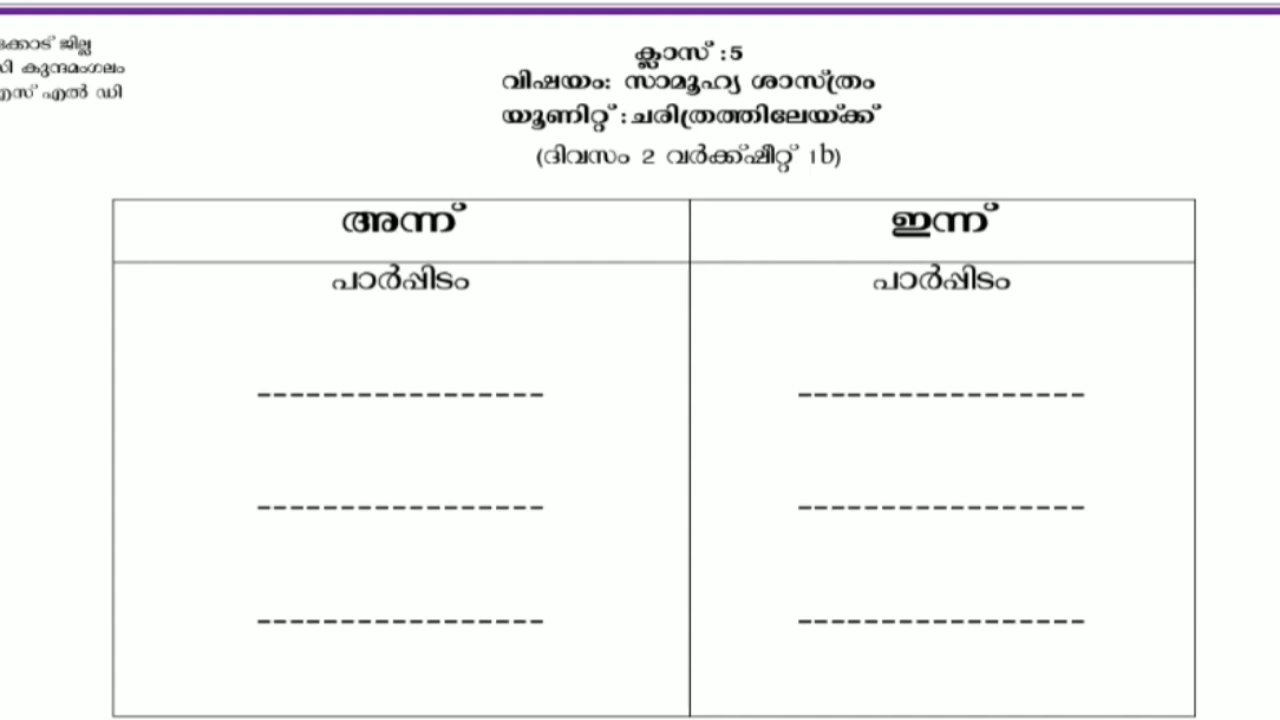 ജില്ല
കുന്ദമംഗലം
എസ് എൽ ഡി
ക്ലാസ് :5
വിഷയം: സാമൂഹ്യ ശാസ്ത്രം
യൂണിറ്റ് :ചരിത്രത്തിലേയ്ക്ക്
(ദിവസം 2 വർക്ക്ഷീറ്റ് 1b)
അന്ന് ഇന്ന്
പാർപ്പിടം പാർപ്പിടം